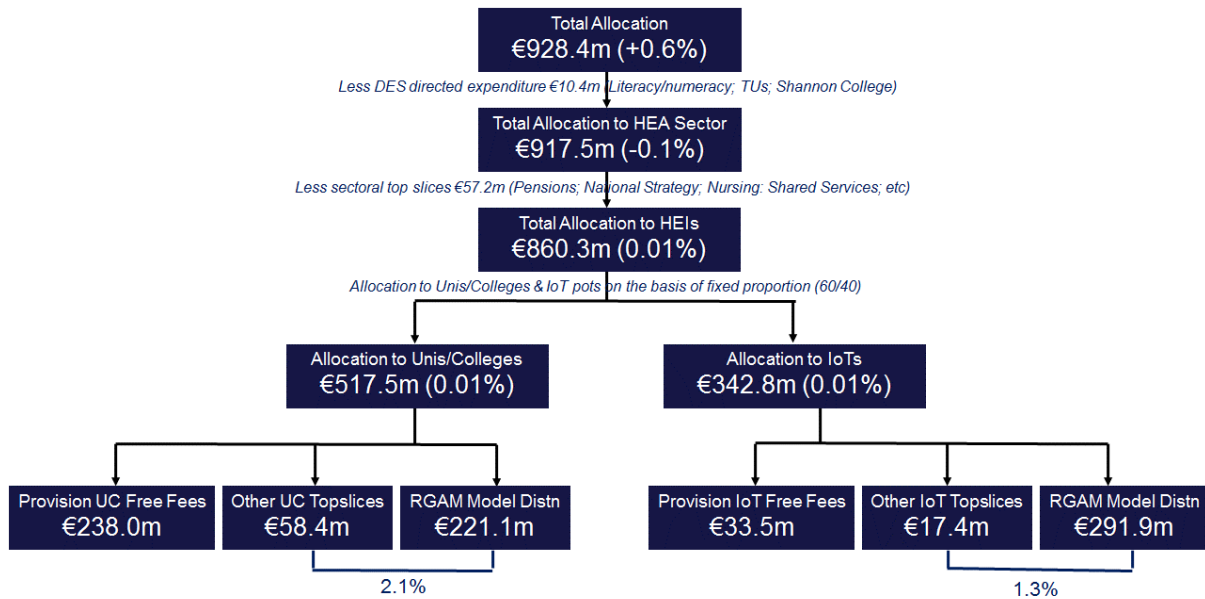 Total Allocation
€928.4m (+0.6%)
Less DES directed expenditure €10.4m (Literacy/numeracy; TUs; Shannon College)
Total Allocation to HEA Sector
€917.5m (-0.1%)
Less sectoral top slices €57.2m (Pensions; National Strategy; Nursing: Shared Services; etc)
Total Allocation to HEIs
€860.3m (0.01%)
Allocation to Unis/Colleges & IoT pots on the basis of fixed proportion (60/40)
Allocation to Unis/Colleges
€517.5m (0.01%)
Allocation to IoTs
€342.8m (0.01%)
Provision UC Free Fees
€238.0m
Other UC Topslices
€58.4m
RGAM Model Distn
€221.1m
Provision IoT Free Fees
€33.5m
Other IoT Topslices
€17.4m
RGAM Model Distn
€291.9m
2.1%
1.3%